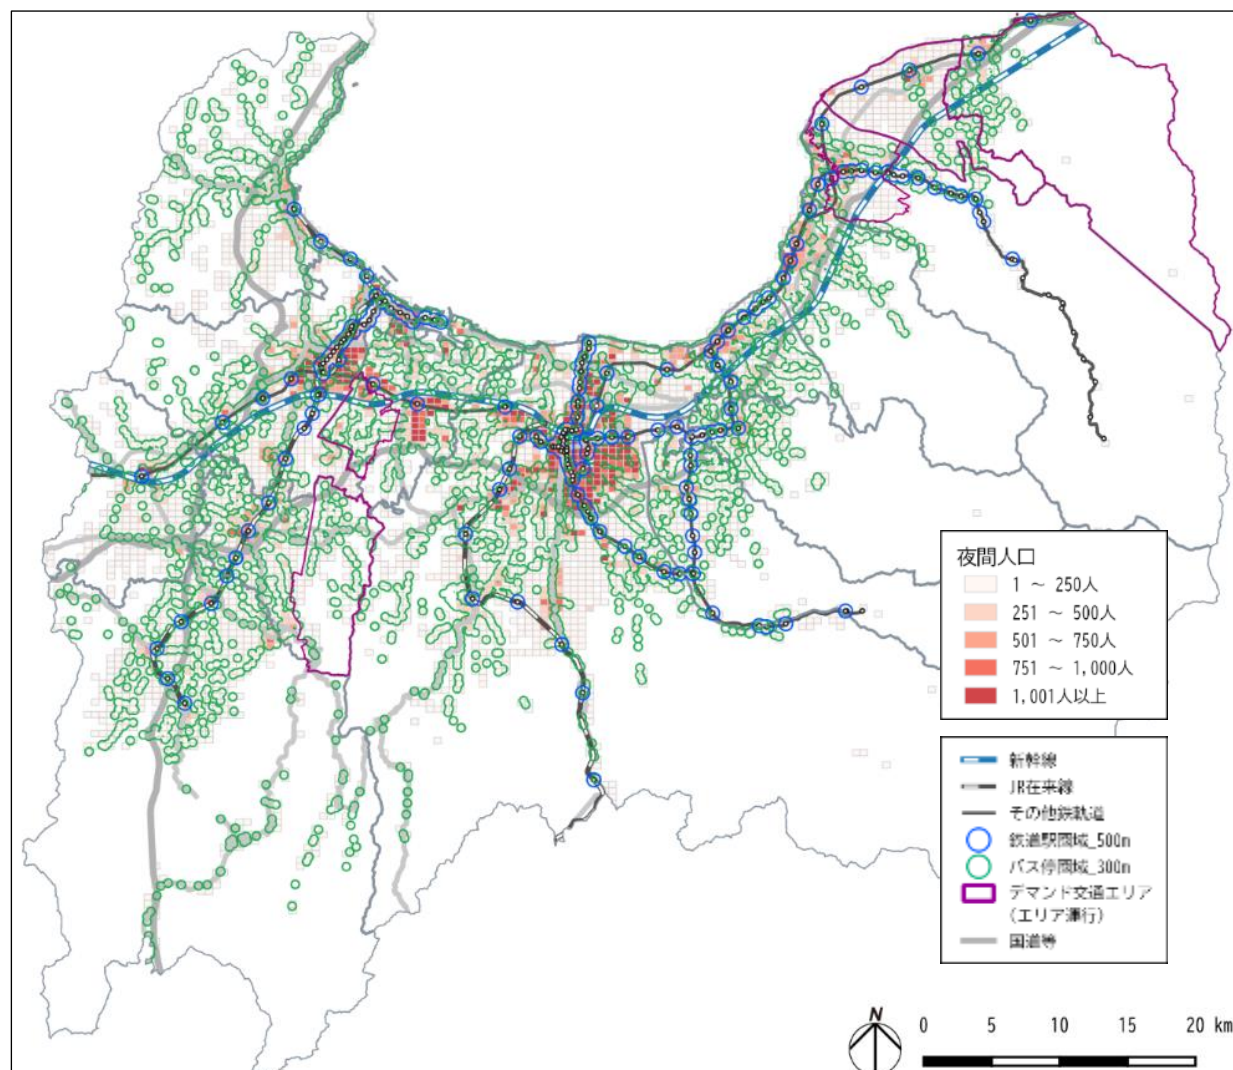 夜間人口
1 ～ 250人
251 ～ 500人
501 ～ 750人
751 ～ 1,000人
1,001人以上
新幹線
JR在来線
その他鉄軌道
鉄道駅圏域_500m
バス停圏域_300m
デマンド交通エリア
(エリア運行)
国道等
N
0 5 10 15 20 km